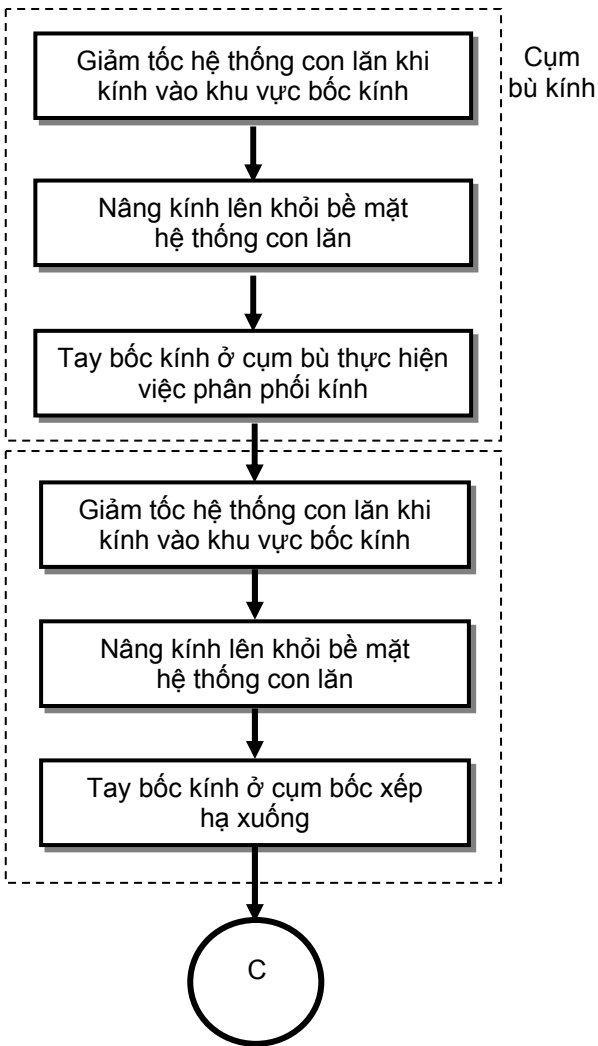 Giảm tốc hệ thống con lăn khi
kính vào khu vực bốc kính
Cụm
bù kính
Nâng kính lên khỏi bề mặt
hệ thống con lăn
Tay bốc kính ở cụm bù thực hiện
việc phân phối kính
Giảm tốc hệ thống con lăn khi
kính vào khu vực bốc kính
Nâng kính lên khỏi bề mặt
hệ thống con lăn
Tay bốc kính ở cụm bốc xếp
hạ xuống
C